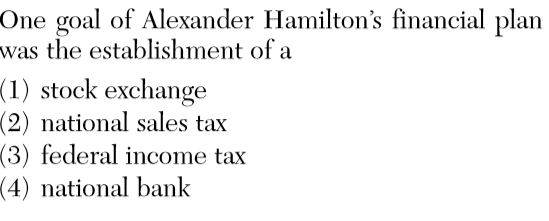 One goal of Alexander Hamilton’s financial plan
was the establishment of a
(1) stock exchange
(2) national sales tax
(3) federal income tax
(4) national bank